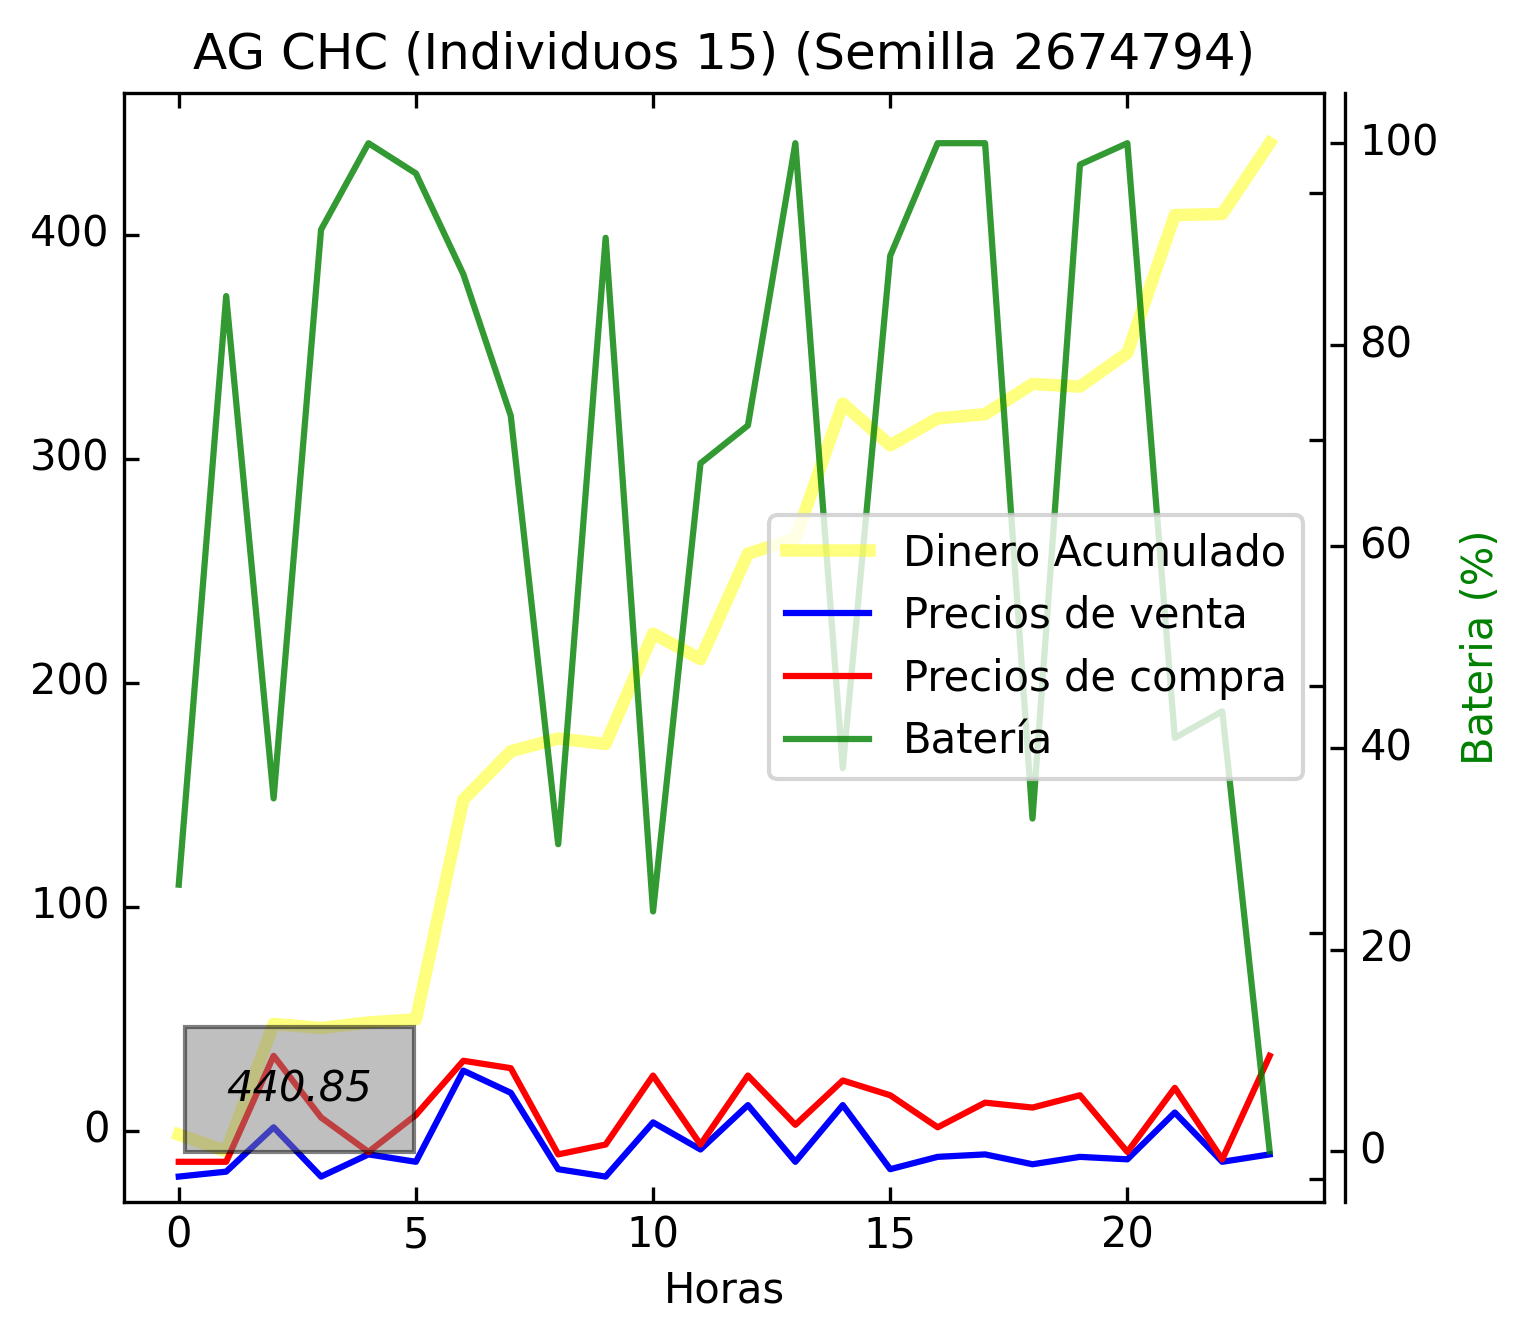 AG CHC (Individuos 15) (Semilla 2674794)
400
300
200
100
0
100
80
60
40
20
0
Bateria (%)
Dinero Acumulado
Precios de venta
Precios de compra
Batería
440.85
0 5 10 15 20
Horas